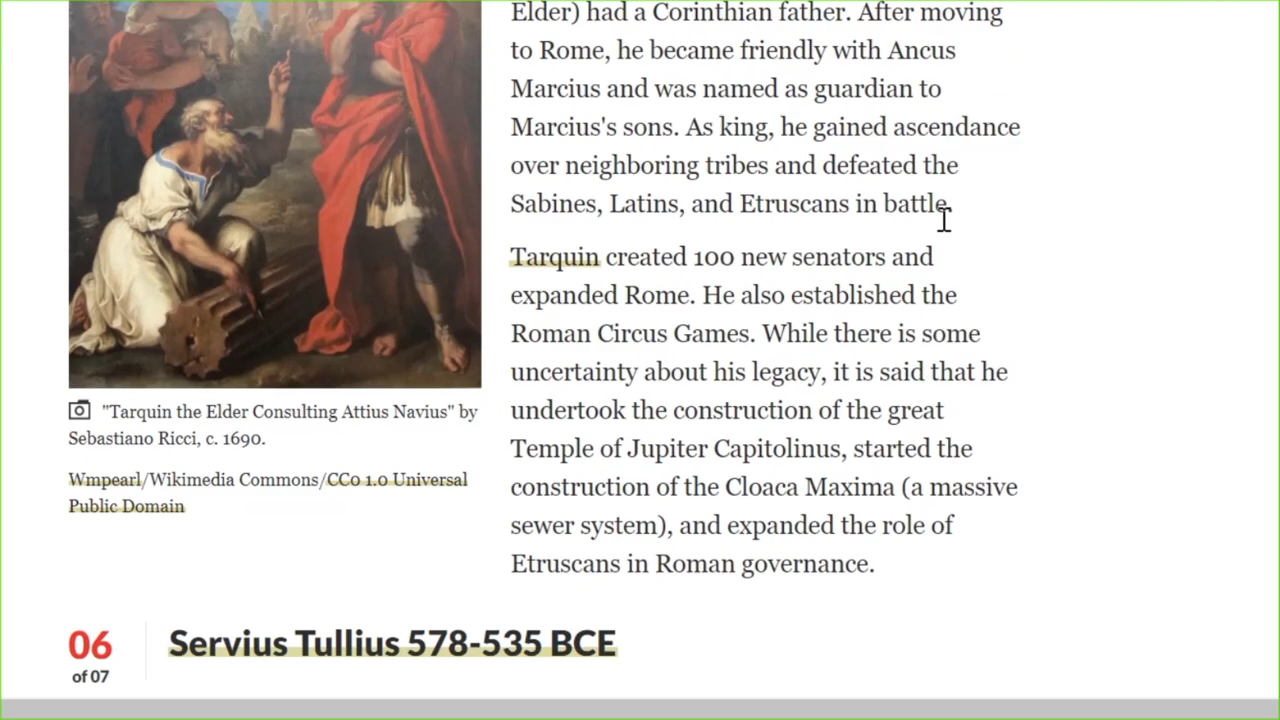 Elder) had a Corinthian father. After moving
to Rome, he became friendly with Ancus
Marcius and was named as guardian to
Marcius's sons. As king, he gained ascendance
over neighboring tribes and defeated the
Sabines, Latins, and Etruscans in battle.
Tarquin created 100 new senators and
expanded Rome. He also established the
Roman Circus Games. While there is some
uncertainty about his legacy, it is said that he
undertook the construction of the great
Temple of Jupiter Capitolinus, started the
construction of the Cloaca Maxima (a massive
sewer system), and expanded the role of
Etruscans in Roman governance.
"Tarquin the Elder Consulting Attius Navius" by
Sebastiano Ricci, c. 1690.
Wmpearl/Wikimedia Commons/CC0 1.0 Universal
Public Domain
06
of 07
Servius Tullius 578-535 BCE